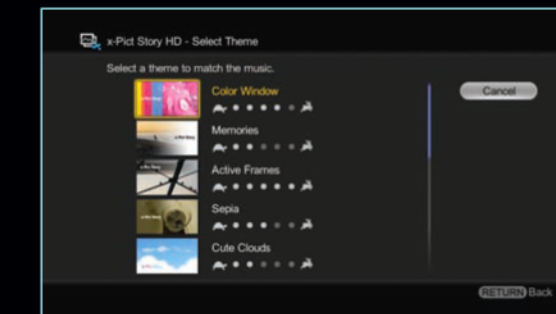 x-Pict Story HD - Select Theme
Select a theme to match the music.
Color Window
Cancel
Memories
Active Frames
Sepia
Cute Clouds
RETURN Back